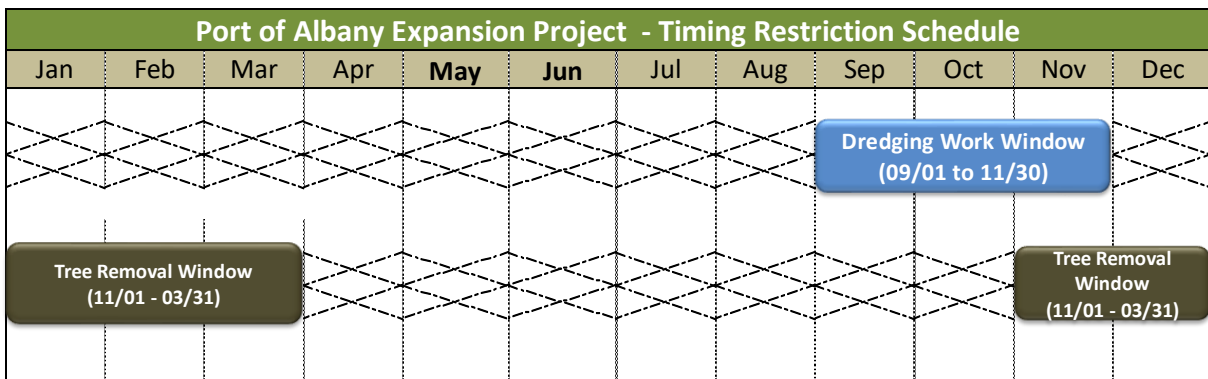 Port of Albany Expansion Project - Timing Restriction Schedule
Jan Feb Mar Apr May Jun Jul Aug Sep Oct Nov Dec
Dredging Work Window
(09/01 to 11/30)
Tree Removal Window
(11/01 - 03/31)
Tree Removal
Window
(11/01 - 03/31)